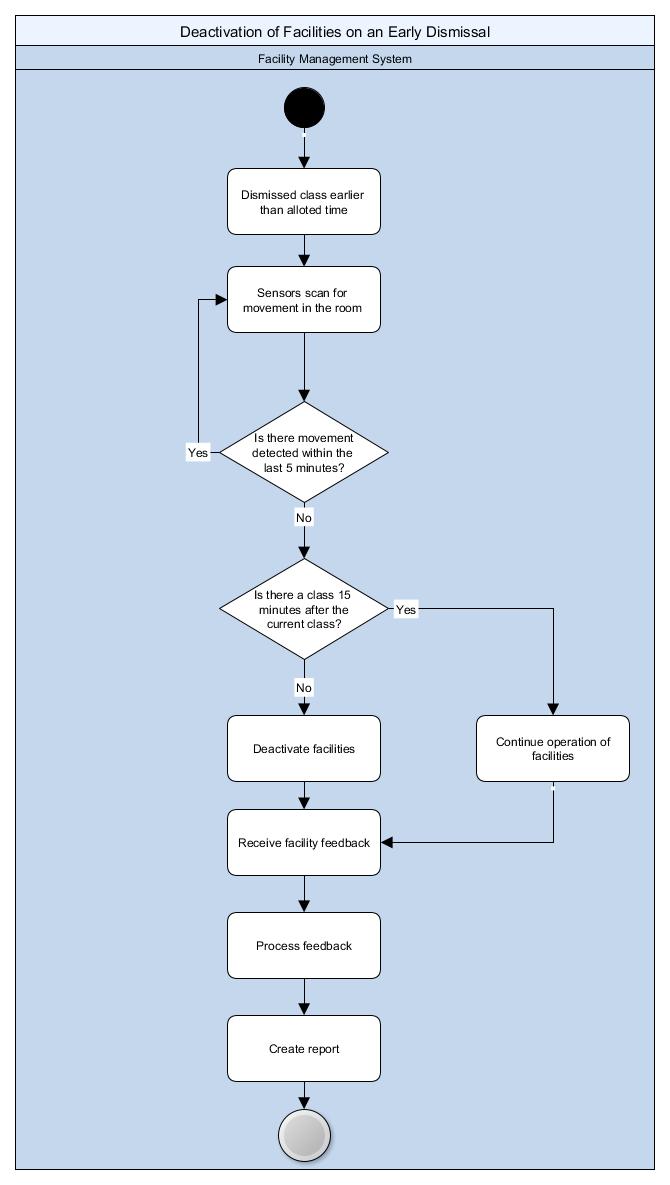 Deactivation of Facilities on an Early Dismissal
Facility Management System
Dismissed class earlier
than alloted time
Sensors scan for
movement in the room
Is there movement
detected within the
last 5 minutes?
Yes
No
Is there a class 15
minutes after the
current class?
Yes
No
Deactivate facilities
Continue operation of
facilities
Receive facility feedback
Process feedback
Create report